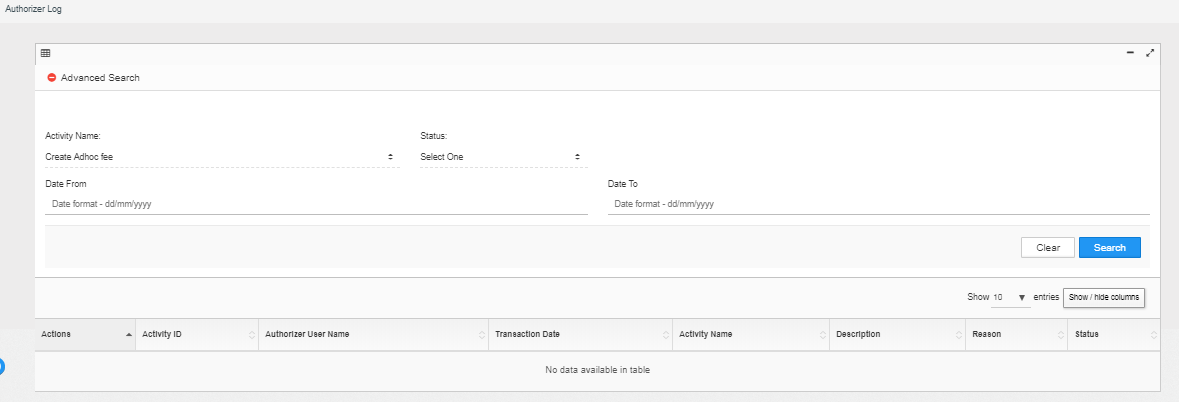 Authorizer Log
Advanced Search
Activity Name:
Status:
Create Adhoc fee
Select One
Date From
Date To
Date format - dd/mm/yyyy
Date format - dd/mm/yyyy
Clear
Search
Show 10 entries
Show / hide columns
Actions
Activity ID
Authorizer User Name
Transaction Date
Activity Name
Description
Reason
Status
No data available in table